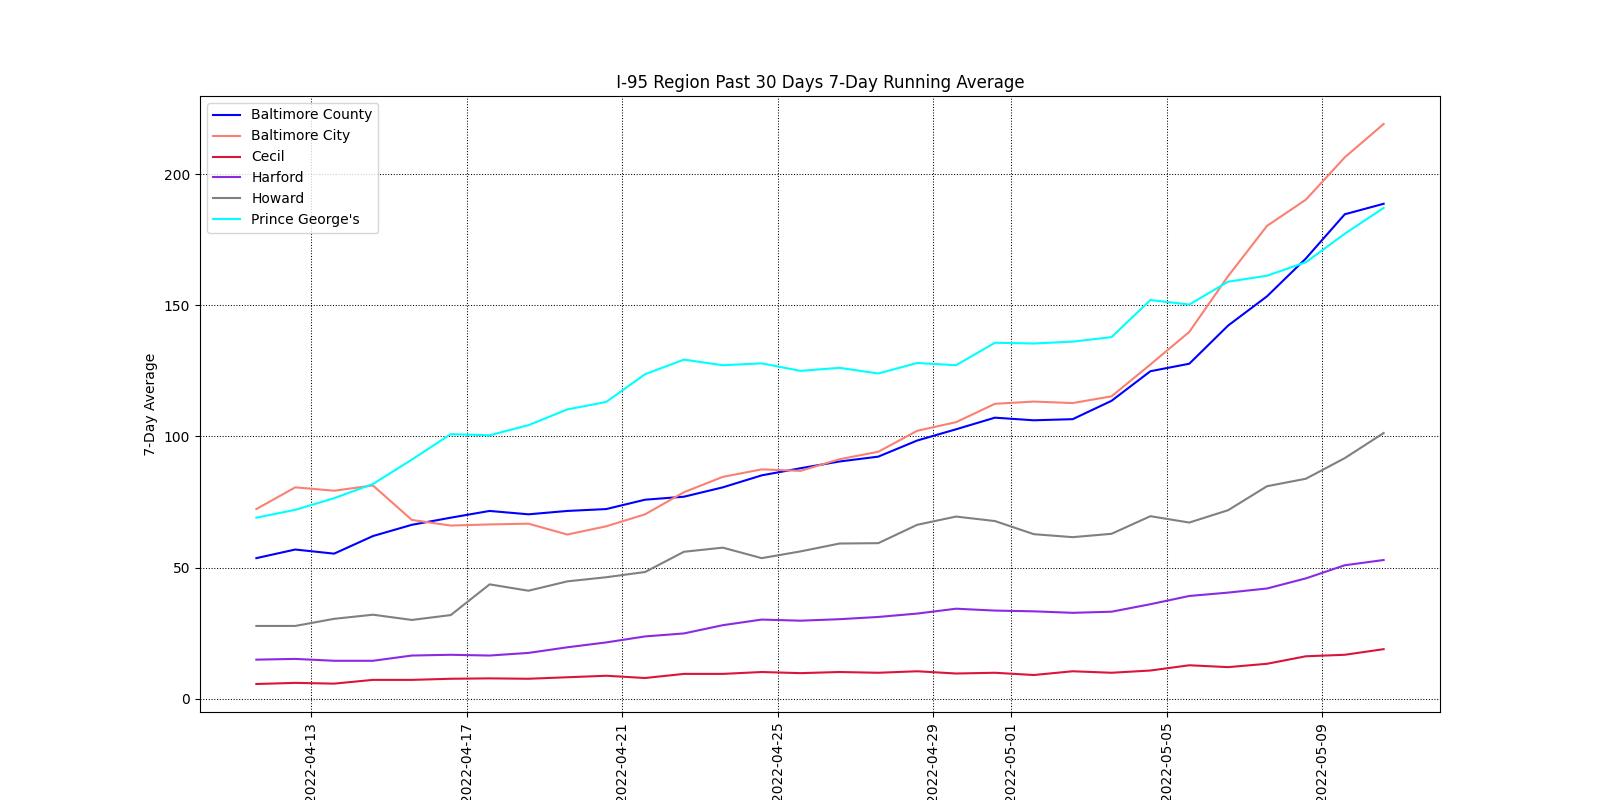 I-95 Region Past 30 Days 7-Day Running Average
Baltimore County
Baltimore City
Cecil
Harford
Howard
Prince George's
7-Day Average
200
150
100
50
0
2022-04-13
2022-04-17
2022-04-21
2022-04-25
2022-04-29
2022-05-01
2022-05-05
2022-05-09